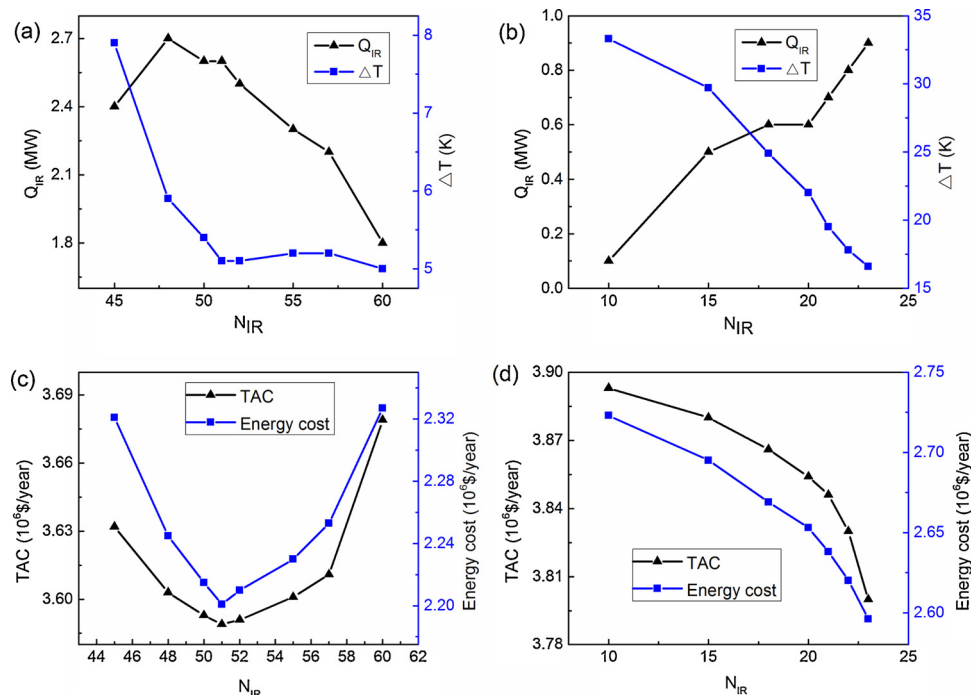 (a)
Q_IR
△T
Q_IR (MW)
2.7
2.4
2.1
1.8
8
7
6
5
△T (K)
45 50 55 60
N_IR
(b)
Q_IR
△T
Q_IR (MW)
1.0
0.8
0.6
0.4
0.2
0.0
35
30
25
20
15
△T (K)
10 15 20 25
N_IR
(c)
TAC
Energy cost
TAC (10^6$/year)
3.69
3.66
3.63
3.60
2.32
2.28
2.24
2.20
Energy cost (10^6$/year)
44 46 48 50 52 54 56 58 60 62
N_IR
(d)
TAC
Energy cost
TAC (10^6$/year)
3.90
3.87
3.84
3.81
3.78
2.75
2.70
2.65
2.60
Energy cost (10^6$/year)
10 15 20 25
N_IR